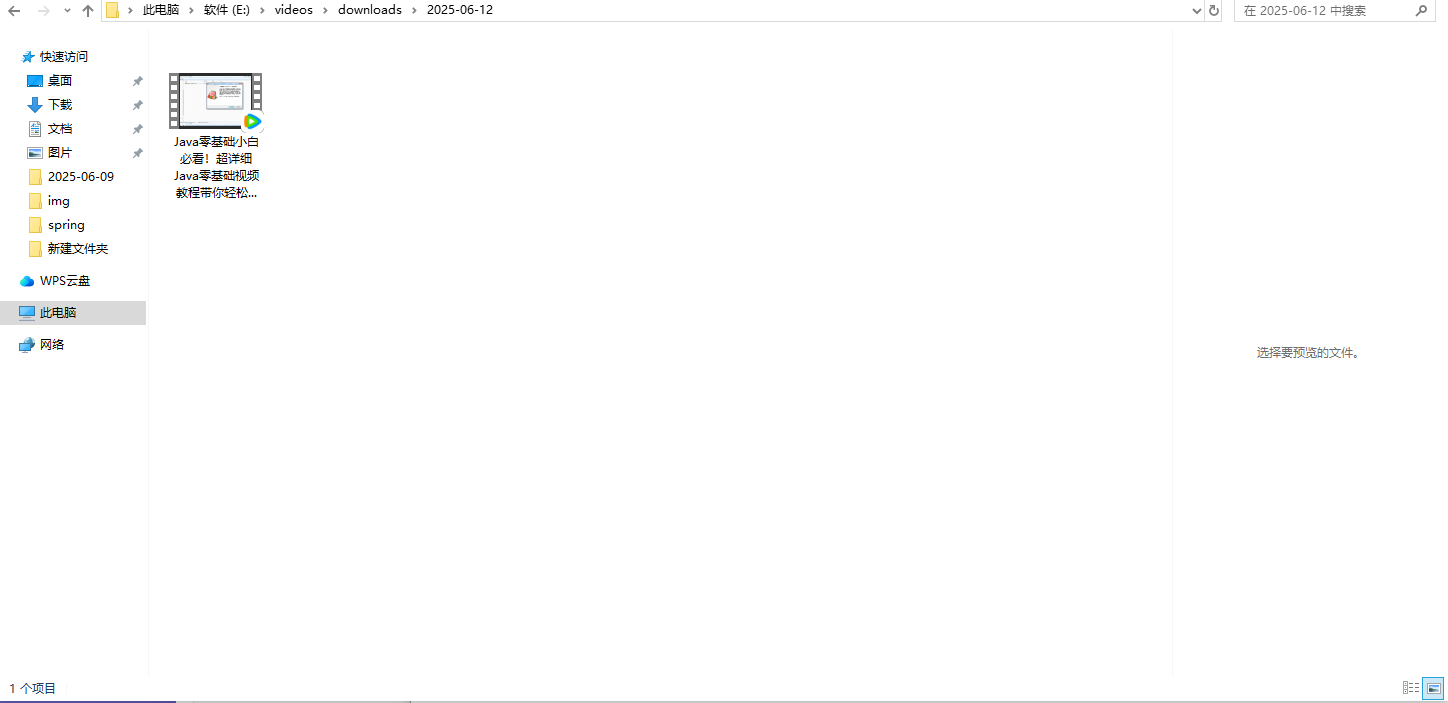 此电脑 › 软件 (E:) › videos › downloads › 2025-06-12
在 2025-06-12 中搜索
快速访问
桌面
下载
文档
图片
2025-06-09
img
spring
新建文件夹
WPS云盘
此电脑
网络
Java零基础小白
必看！超详细
Java零基础视频
教程带你轻松...
选择要预览的文件。
1 个项目